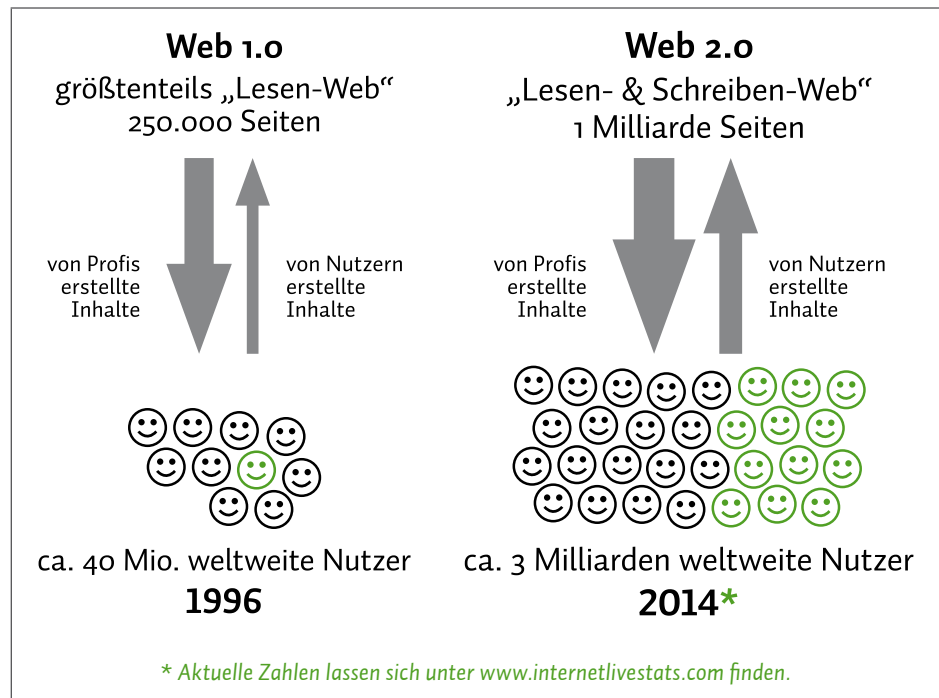 Web 1.0
größtenteils „Lesen-Web“
250.000 Seiten
von Profis
erstellte
Inhalte
von Nutzern
erstellte
Inhalte
ca. 40 Mio. weltweite Nutzer
1996
Web 2.0
„Lesen- & Schreiben-Web“
1 Milliarde Seiten
von Profis
erstellte
Inhalte
von Nutzern
erstellte
Inhalte
ca. 3 Milliarden weltweite Nutzer
2014*
* Aktuelle Zahlen lassen sich unter www.internetlivestats.com finden.